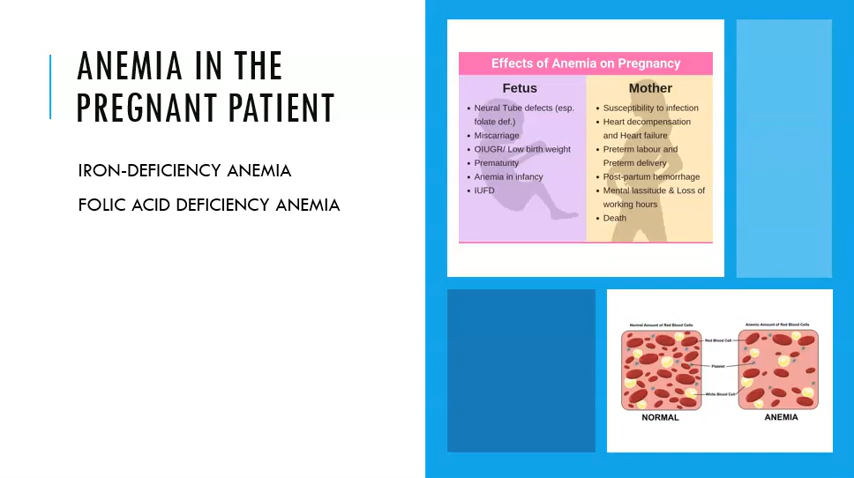 ANEMIA IN THE
PREGNANT PATIENT
IRON-DEFICIENCY ANEMIA
FOLIC ACID DEFICIENCY ANEMIA
Effects of Anemia on Pregnancy
Fetus
Neural Tube defects (esp.
folate def.)
Miscarriage
OIUGR/ Low birth weight
Prematurity
Anemia in infancy
IUFD
Mother
Susceptibility to infection
Heart decompensation
and Heart failure
Preterm labour and
Preterm delivery
Post-partum hemorrhage
Mental lassitude & Loss of
working hours
Death
Normal Amount of Red Blood Cells
Anemic Amount of Red Blood Cells
Red Blood Cell
Platelet
White Blood Cell
NORMAL
ANEMIA